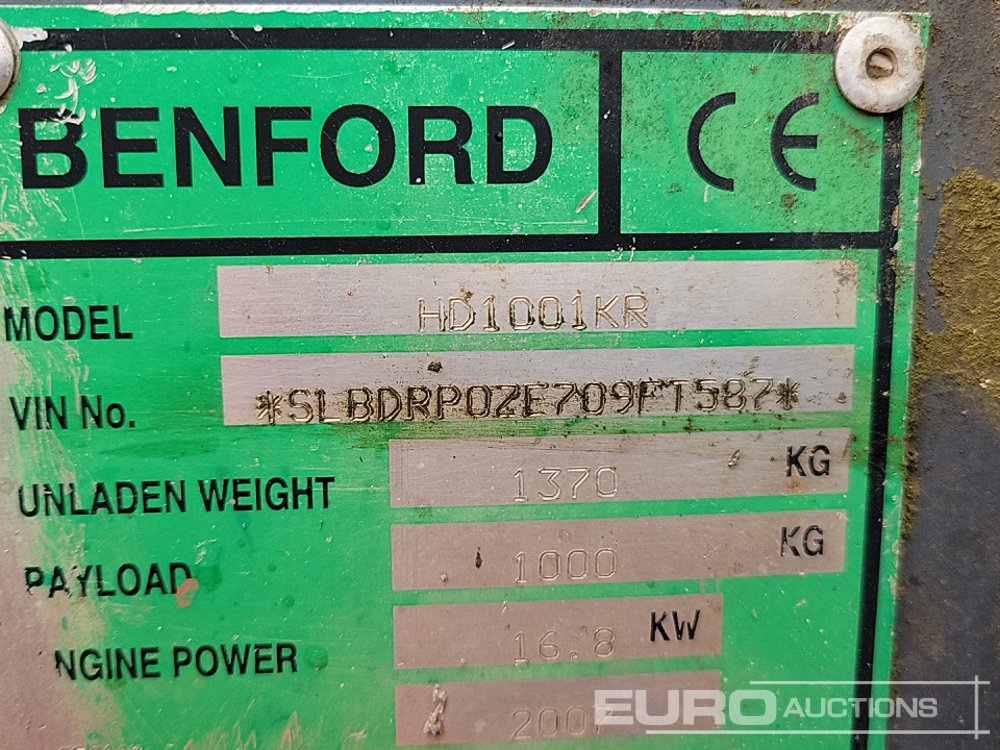 BENFORD CE
MODEL HD1001KR
VIN No. *SLBDRPOZE709FT587*
UNLADEN WEIGHT 1370 KG
PAYLOAD 1000 KG
NGINE POWER 16.8 KW
EURO AUCTIONS